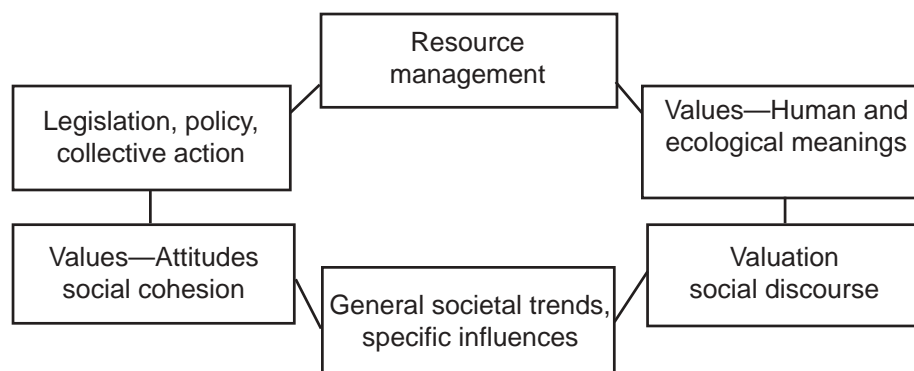 Resource
management
Legislation, policy,
collective action
Values—Human and
ecological meanings
Values—Attitudes
social cohesion
Valuation
social discourse
General societal trends,
specific influences